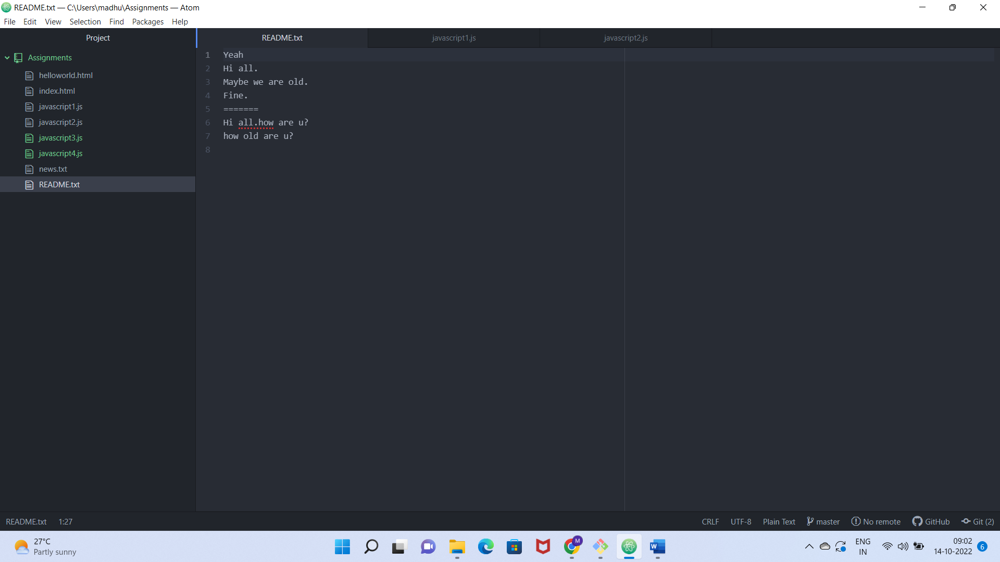 README.txt — C:\Users\madhu\Assignments — Atom
File Edit View Selection Find Packages Help
Project
README.txt javascript1.js javascript2.js
Assignments
helloworld.html
index.html
javascript1.js
javascript2.js
javascript3.js
javascript4.js
news.txt
README.txt
1 Yeah
2 Hi all.
3 Maybe we are old.
4 Fine.
5 =======
6 Hi all.how are u?
7 how old are u?
8
README.txt 1:27 CRLF UTF-8 Plain Text master No remote GitHub Git (2)
27°C
Partly sunny
M
W
ENG
IN
09:02
14-10-2022
6